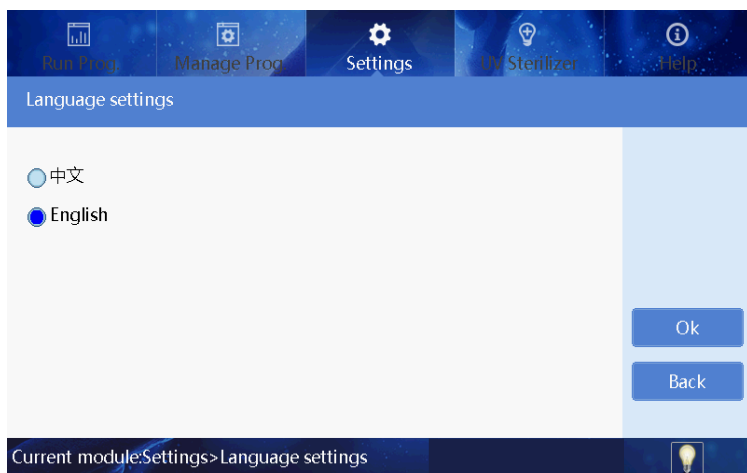 Run Prog.
Manage Prog.
Settings
UV Sterilizer
Help
Language settings
中文
English
Ok
Back
Current module:Settings>Language settings